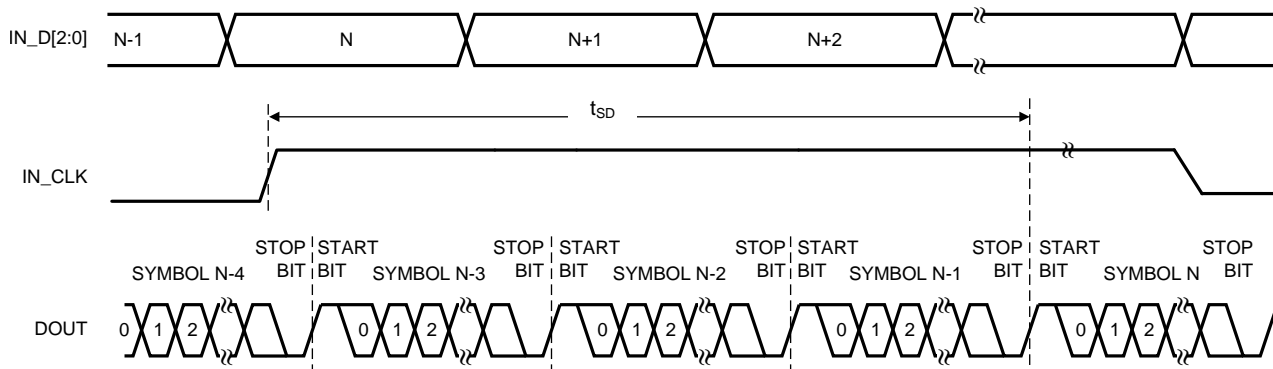 IN_D[2:0] N-1 N N+1 N+2
tSD
IN_CLK
STOP START STOP START STOP START STOP START STOP
BIT BIT BIT BIT BIT BIT BIT BIT BIT
SYMBOL N-4 SYMBOL N-3 SYMBOL N-2 SYMBOL N-1 SYMBOL N
DOUT 0 1 2 0 1 2 0 1 2 0 1 2 0 1 2